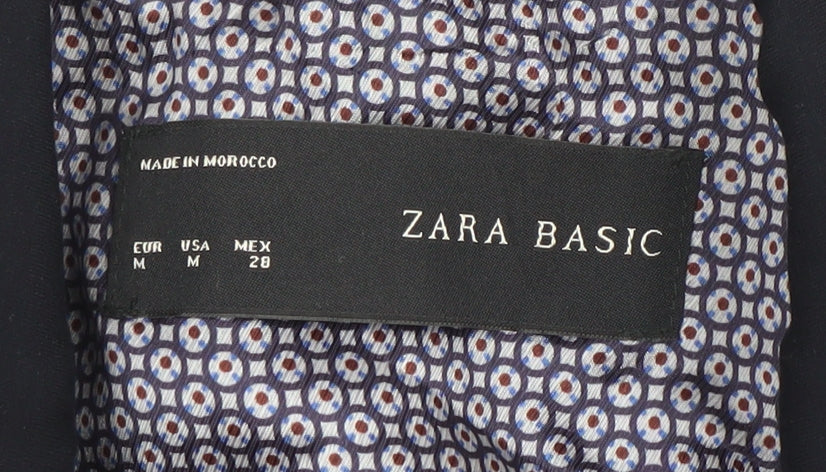 MADE IN MOROCCO
ZARA BASIC
EUR USA MEX
M M 28